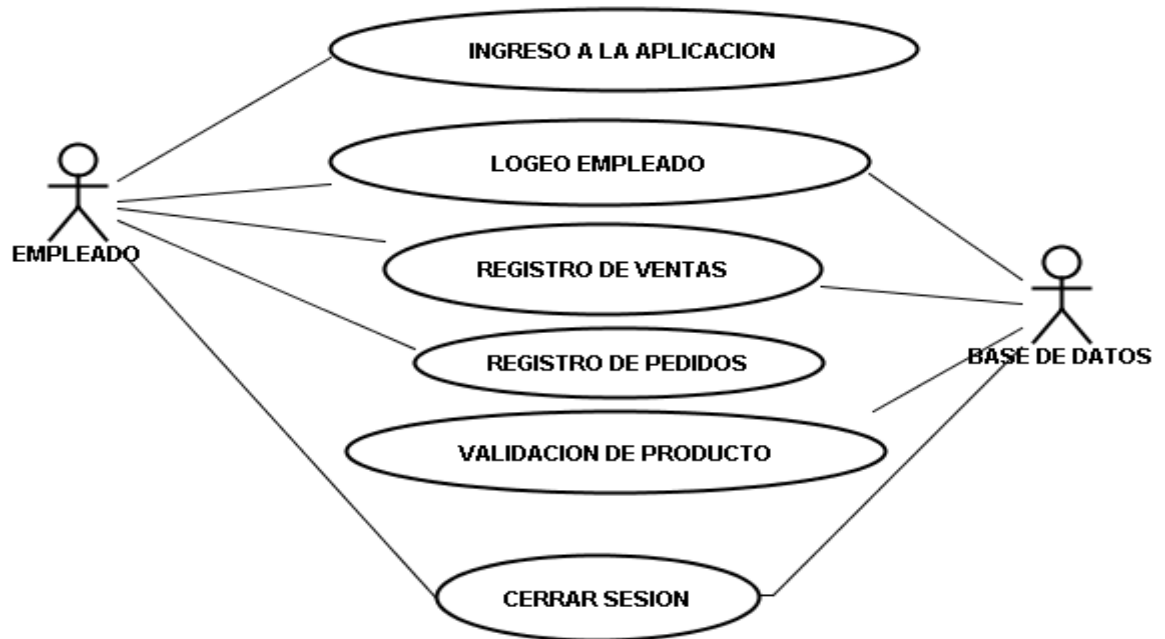 INGRESO A LA APLICACION
LOGEO EMPLEADO
EMPLEADO
REGISTRO DE VENTAS
BASE DE DATOS
REGISTRO DE PEDIDOS
VALIDACION DE PRODUCTO
CERRAR SESION